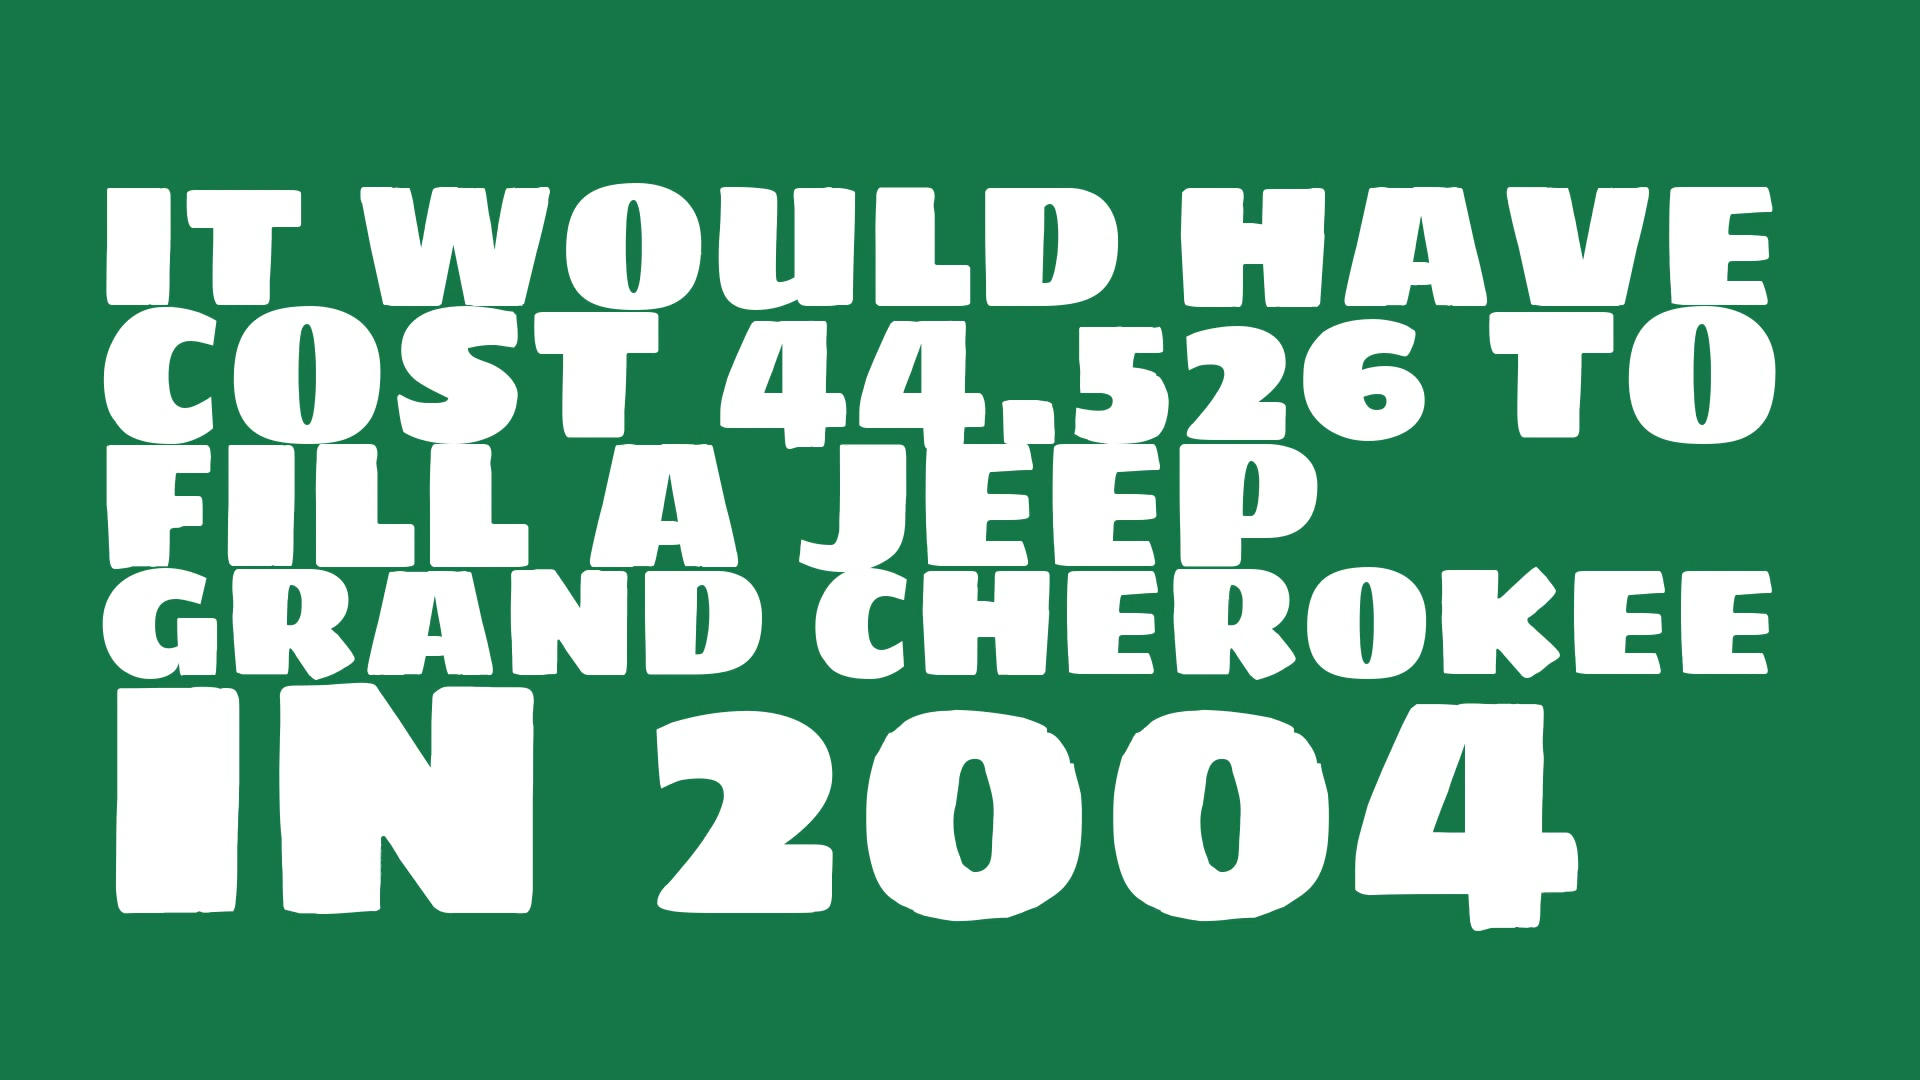 IT WOULD HAVE
COST 44.526 TO
FILL A JEEP
GRAND CHEROKEE
IN 2004